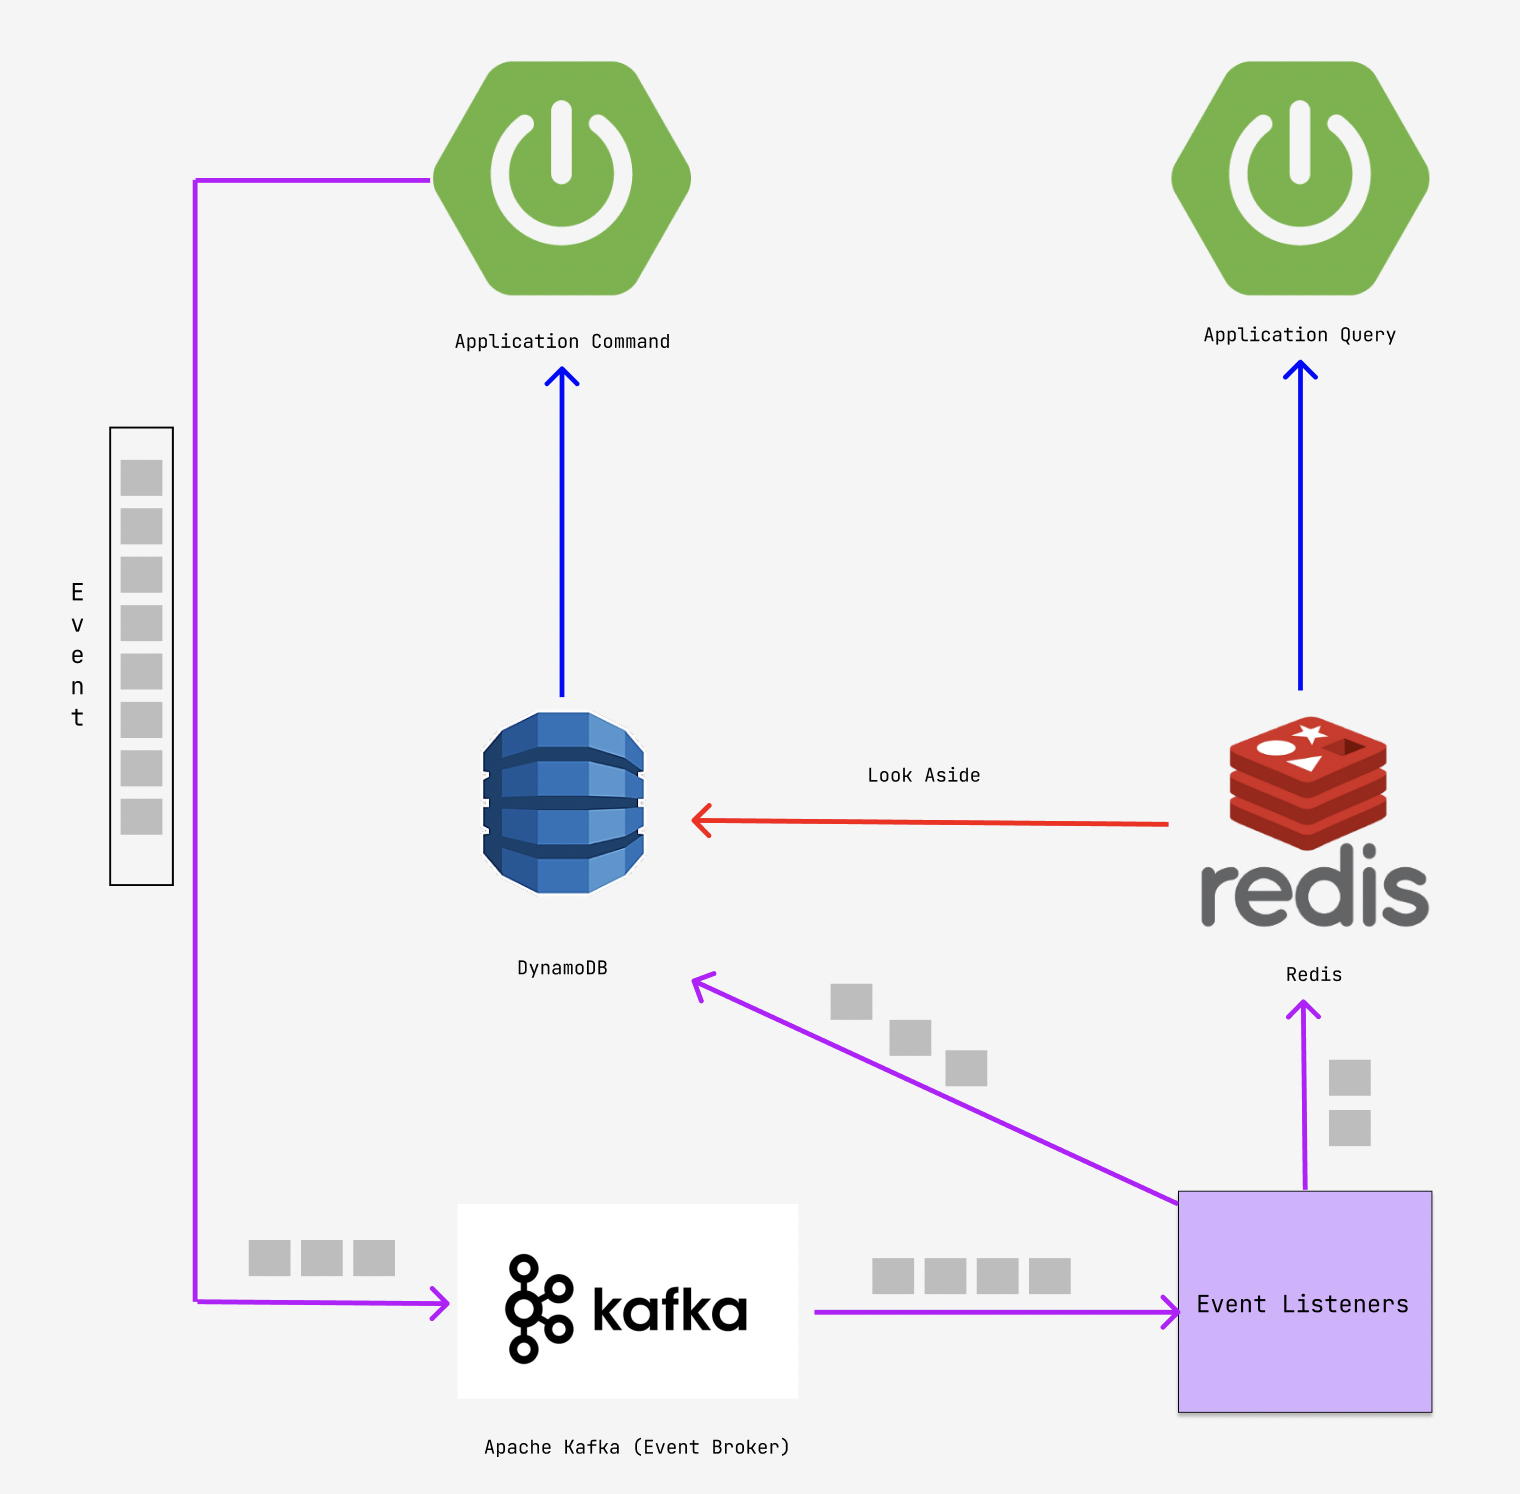 Application Command
Application Query
E
v
e
n
t
Look Aside
redis
DynamoDB
Redis
kafka
Event Listeners
Apache Kafka (Event Broker)